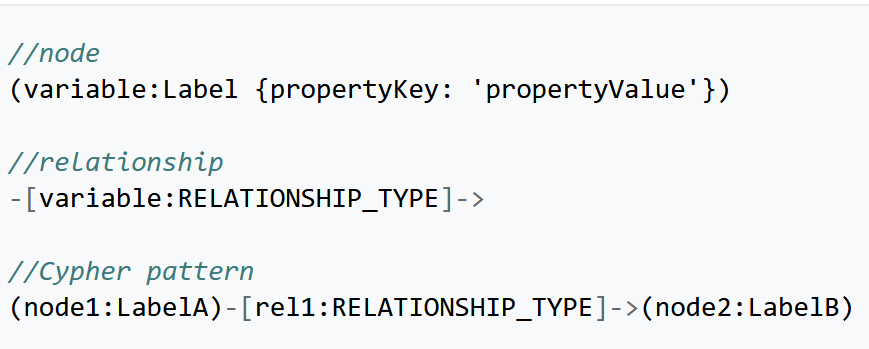 //node
(variable:Label {propertyKey: 'propertyValue'})
//relationship
-[variable:RELATIONSHIP_TYPE]->
//Cypher pattern
(node1:LabelA)-[rel1:RELATIONSHIP_TYPE]->(node2:LabelB)